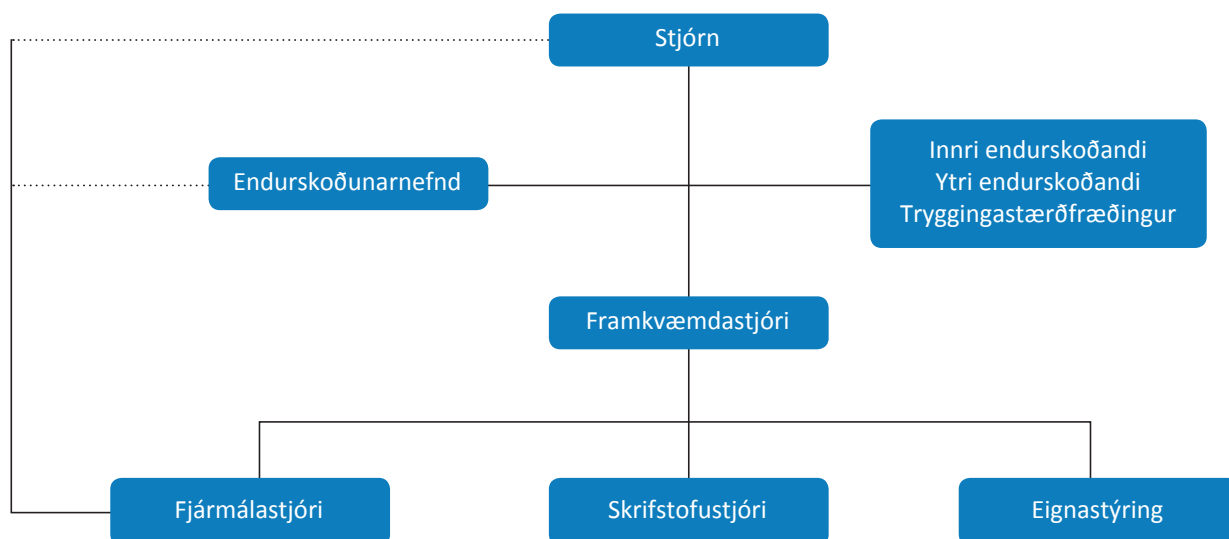 Stjórn
Endurskoðunarnefnd
Innri endurskoðandi
Ytri endurskoðandi
Tryggingastærðfræðingur
Framkvæmdastjóri
Fjármálastjóri
Skrifstofustjóri
Eignastýring